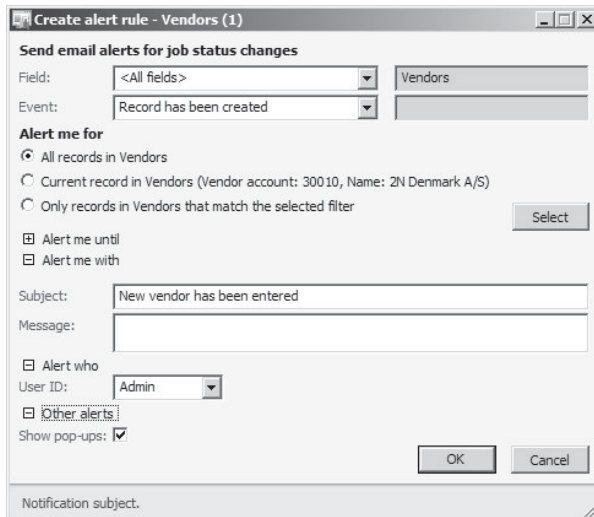 Create alert rule - Vendors (1)
Send email alerts for job status changes
Field: <All fields> Vendors
Event: Record has been created
Alert me for
All records in Vendors
Current record in Vendors (Vendor account: 30010, Name: 2N Denmark A/S)
Only records in Vendors that match the selected filter
Select
Alert me until
Alert me with
Subject: New vendor has been entered
Message:
Alert who
User ID: Admin
Other alerts
Show pop-ups:
OK Cancel
Notification subject.